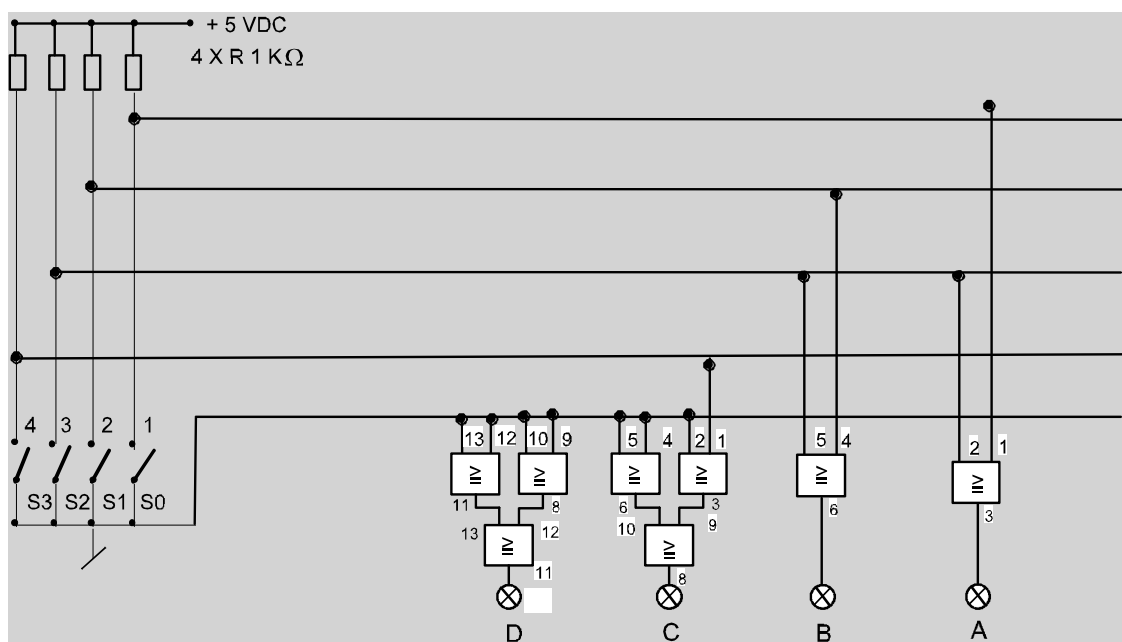 + 5 VDC
4 X R 1 KΩ
4 3 2 1
S3 S2 S1 S0
13 12 10 9 5 4 2 1 5 4 2 1
≥ ≥ ≥ ≥ ≥ ≥
11 8 6 3 6 3
13 12 10 9
≥ ≥
11 8
D C B A